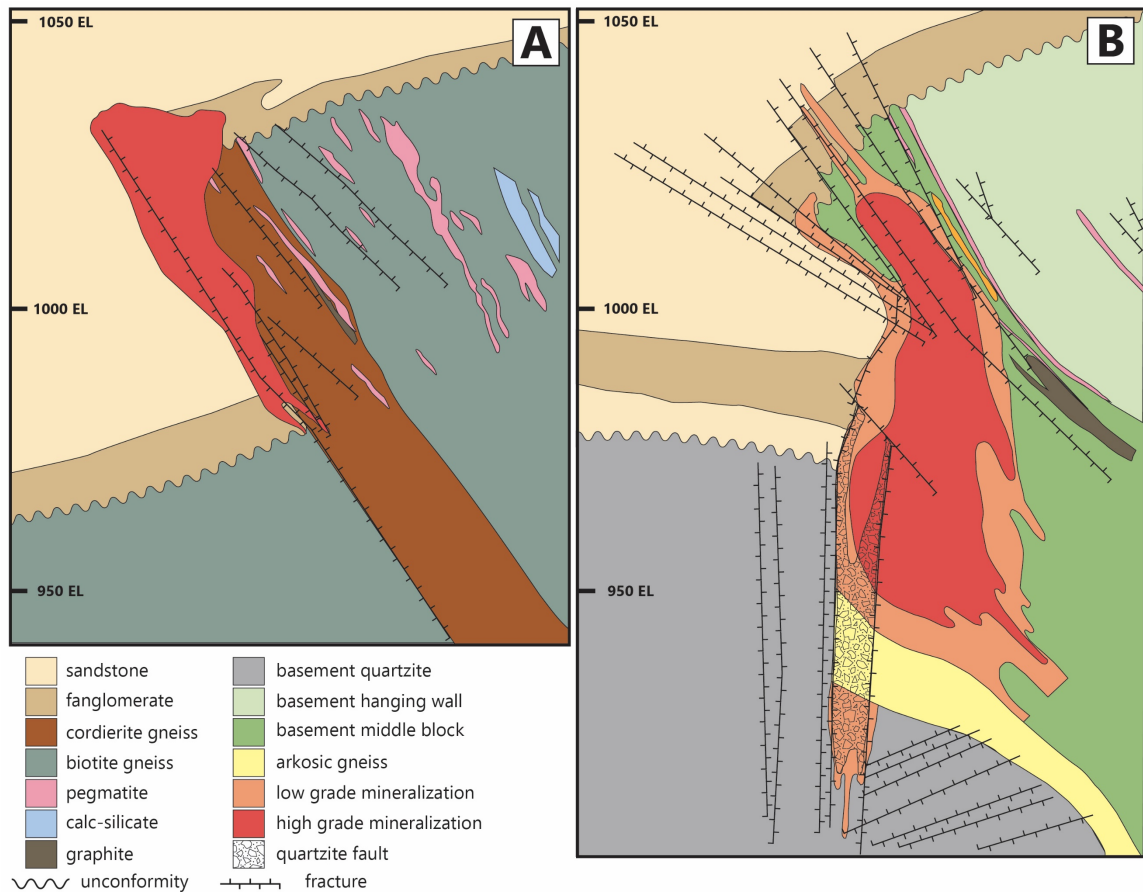 1050 EL
A
1000 EL
950 EL
1050 EL
B
1000 EL
950 EL
sandstone
fanglomerate
cordierite gneiss
biotite gneiss
pegmatite
calc-silicate
graphite
unconformity
basement quartzite
basement hanging wall
basement middle block
arkosic gneiss
low grade mineralization
high grade mineralization
quartzite fault
fracture